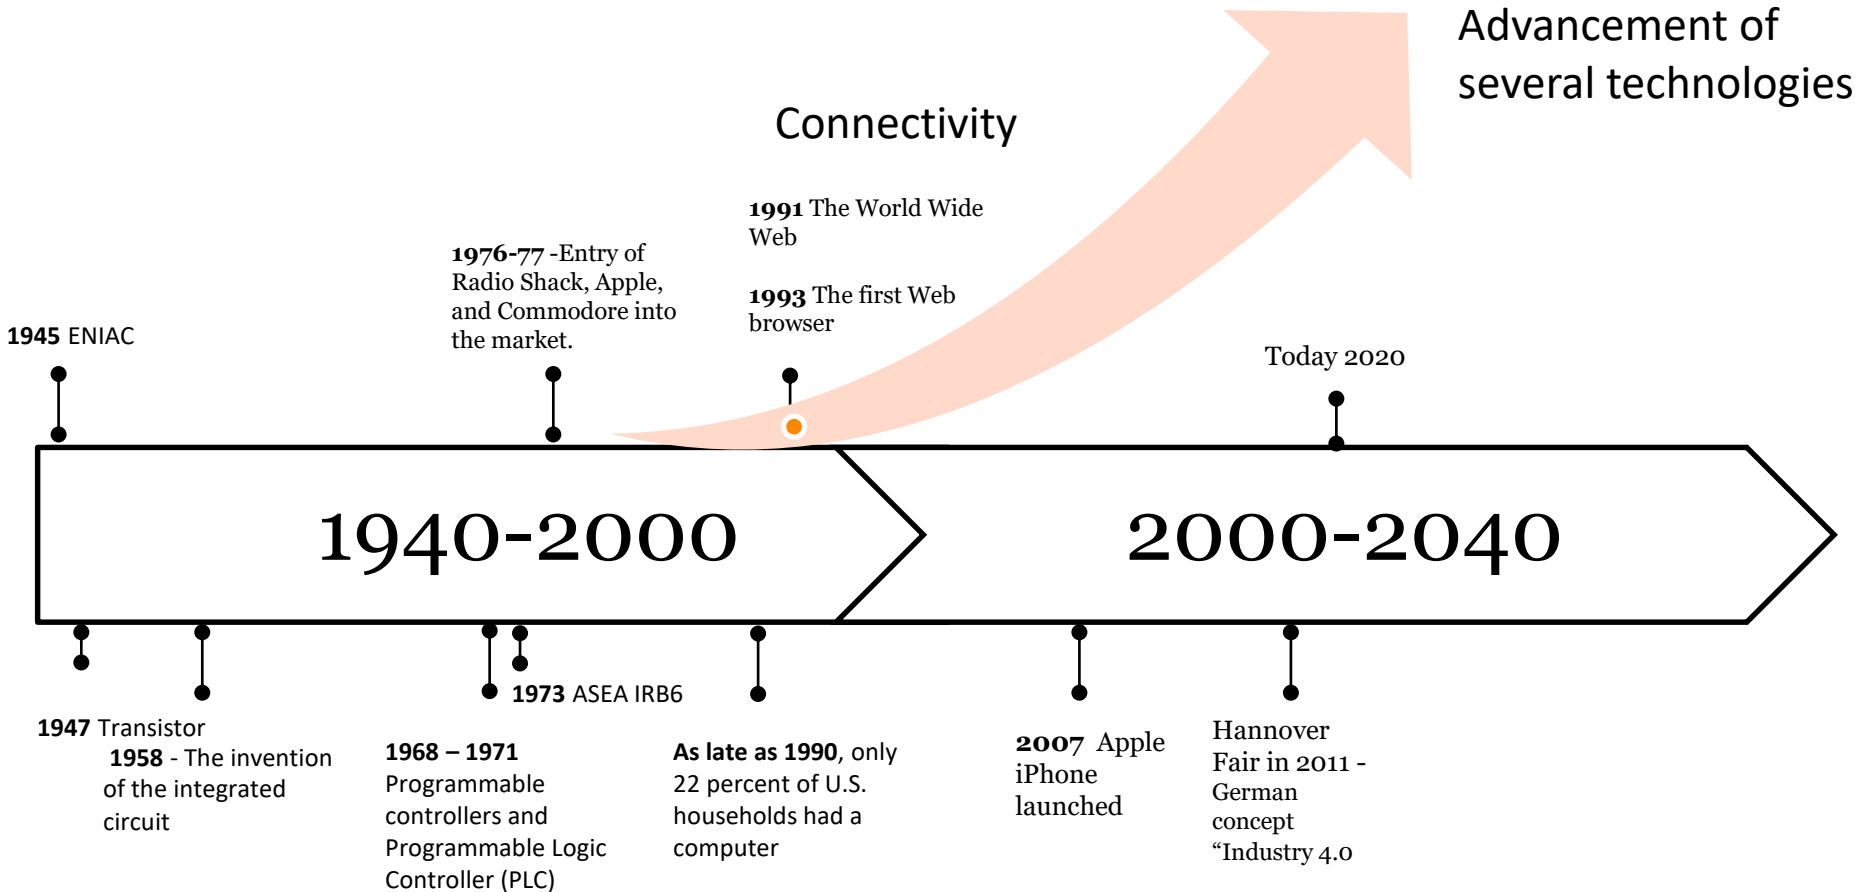 Advancement of
several technologies
Connectivity
1991 The World Wide
Web
1993 The first Web
browser
1976-77 -Entry of
Radio Shack, Apple,
and Commodore into
the market.
1945 ENIAC
Today 2020
1940-2000
2000-2040
1973 ASEA IRB6
1947 Transistor
1958 - The invention
of the integrated
circuit
1968 – 1971
Programmable
controllers and
Programmable Logic
Controller (PLC)
As late as 1990, only
22 percent of U.S.
households had a
computer
2007 Apple
iPhone
launched
Hannover
Fair in 2011 -
German
concept
“Industry 4.0